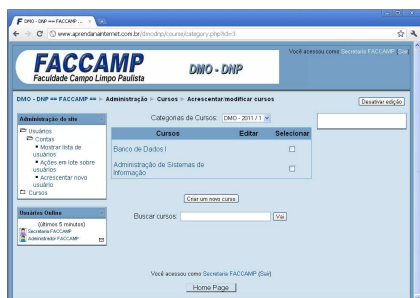 DMO - DNP == FACCAMP ...
www.aprendanainternet.com.br/dmodnp/course/category.php?id=3
Você acessou como Secretaria FACCAMP (Sair)
FACCAMP
Faculdade Campo Limpo Paulista
DMO - DNP
DMO - DNP == FACCAMP == ► Administração ► Cursos ► Acrescentar/modificar cursos
Desativar edição
Administração do site
Usuários
Contas
Mostrar lista de usuários
Ações em lote sobre usuários
Acrescentar novo usuário
Cursos
Usuários Online
(últimos 5 minutos)
Secretaria FACCAMP
Administrador FACCAMP
Categorias de Cursos: DMO - 2011 / 1
Cursos Editar Selecionar
Banco de Dados I
Administração de Sistemas de Informação
Criar um novo curso
Buscar cursos: Vai
Você acessou como Secretaria FACCAMP (Sair)
Home Page